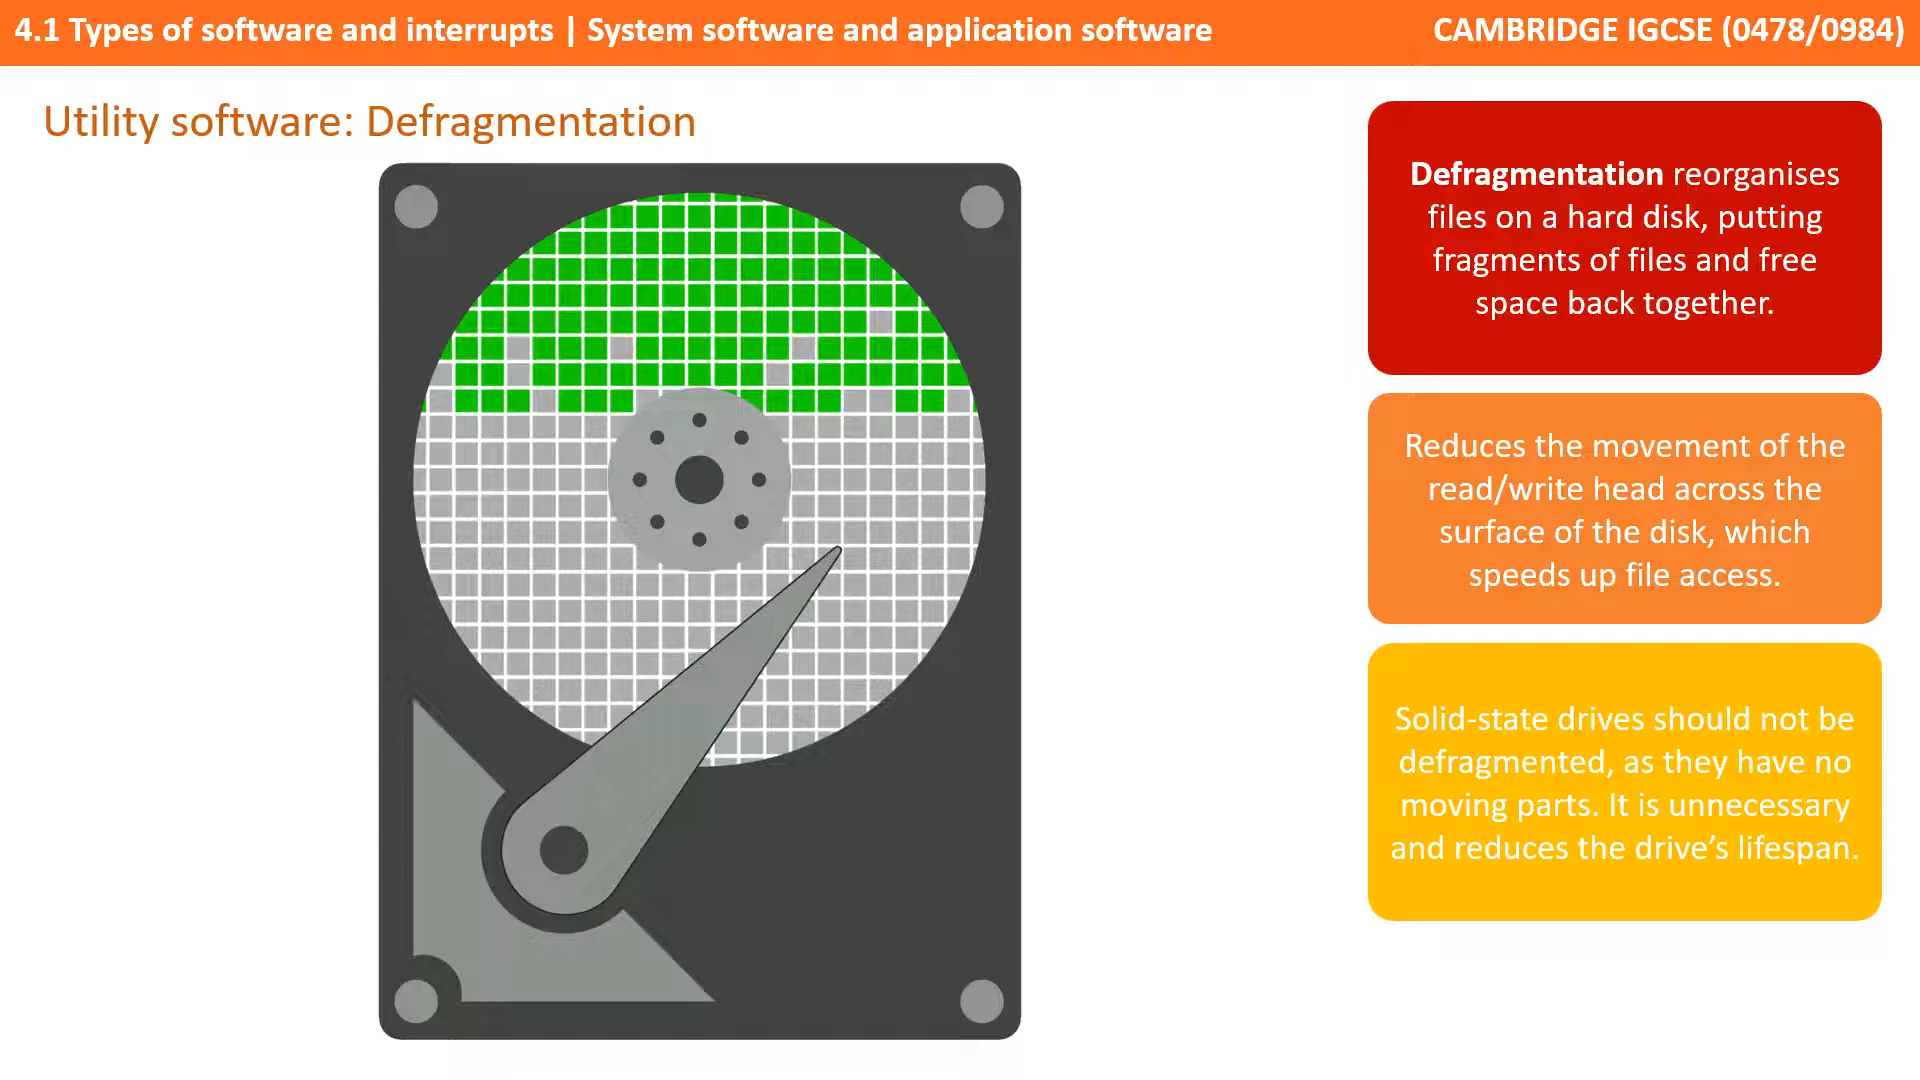 4.1 Types of software and interrupts | System software and application software
CAMBRIDGE IGCSE (0478/0984)
Utility software: Defragmentation
Defragmentation reorganises
files on a hard disk, putting
fragments of files and free
space back together.
Reduces the movement of the
read/write head across the
surface of the disk, which
speeds up file access.
Solid-state drives should not be
defragmented, as they have no
moving parts. It is unnecessary
and reduces the drive’s lifespan.